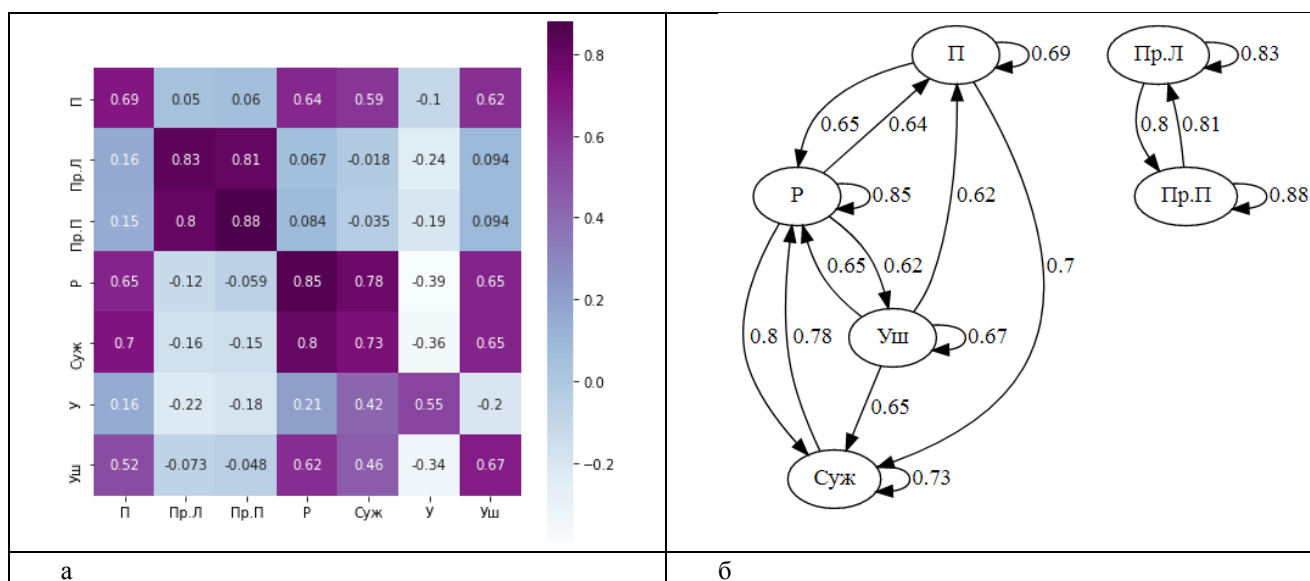 0.8
0.6
0.4
0.2
0.0
−0.2
П 0.69 0.05 0.06 0.64 0.59 -0.1 0.62
Пр.Л 0.16 0.83 0.81 0.067 -0.018 -0.24 0.094
Пр.П 0.15 0.8 0.88 0.084 -0.035 -0.19 0.094
Р 0.65 -0.12 -0.059 0.85 0.78 -0.39 0.65
Суж 0.7 -0.16 -0.15 0.8 0.73 -0.36 0.65
У 0.16 -0.22 -0.18 0.21 0.42 0.55 -0.2
Уш 0.52 -0.073 -0.048 0.62 0.46 -0.34 0.67
П Пр.Л Пр.П Р Суж У Уш
а
П 0.69 Пр.Л 0.83
0.65 0.64 0.8 0.81
Р 0.85 0.62 Пр.П 0.88
0.65 0.62 0.7
0.8 0.78 Уш 0.67
0.65
Суж 0.73
б